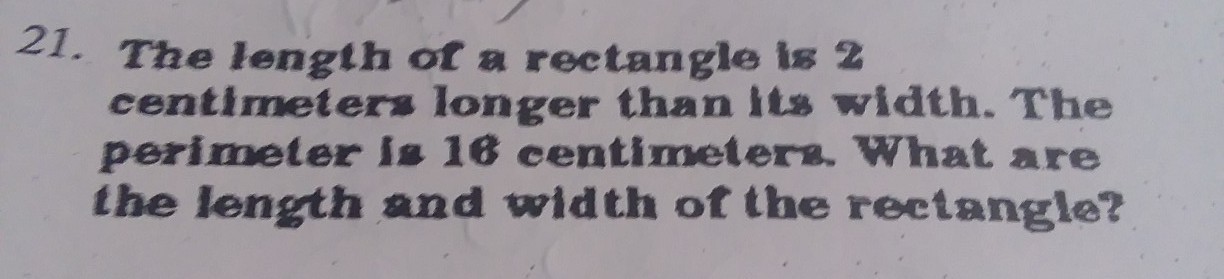 21. The length of a rectangle is 2
centimeters longer than its width. The
perimeter is 16 centimeters. What are
the length and width of the rectangle?